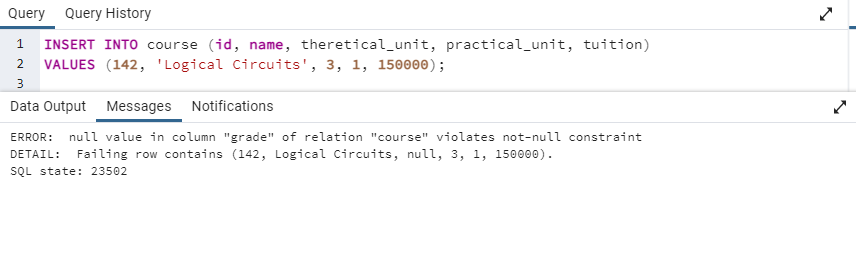 Query Query History
1 INSERT INTO course (id, name, theretical_unit, practical_unit, tuition)
2 VALUES (142, 'Logical Circuits', 3, 1, 150000);
3
Data Output Messages Notifications
ERROR:  null value in column "grade" of relation "course" violates not-null constraint
DETAIL:  Failing row contains (142, Logical Circuits, null, 3, 1, 150000).
SQL state: 23502